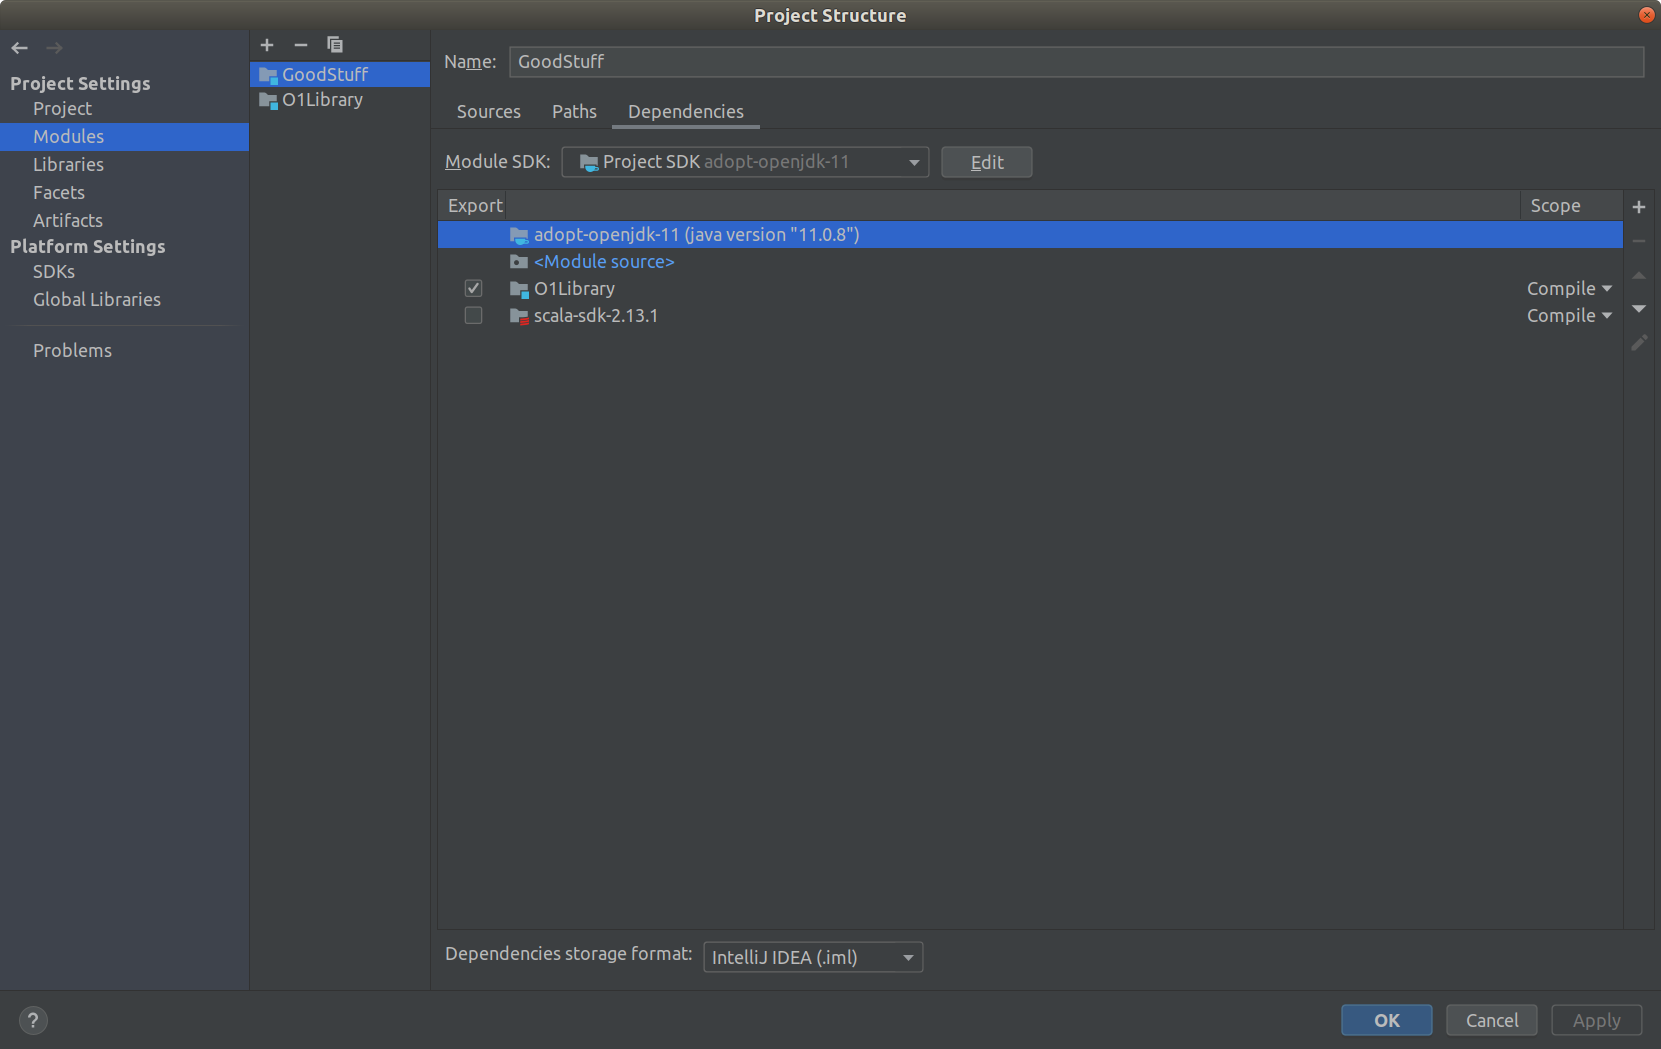 Project Structure
Project Settings
Project
Modules
Libraries
Facets
Artifacts
Platform Settings
SDKs
Global Libraries
Problems
GoodStuff
O1Library
Name: GoodStuff
Sources Paths Dependencies
Module SDK: Project SDK adopt-openjdk-11 Edit
Export Scope
adopt-openjdk-11 (java version "11.0.8")
<Module source>
O1Library Compile
scala-sdk-2.13.1 Compile
Dependencies storage format: IntelliJ IDEA (.iml)
? OK Cancel Apply